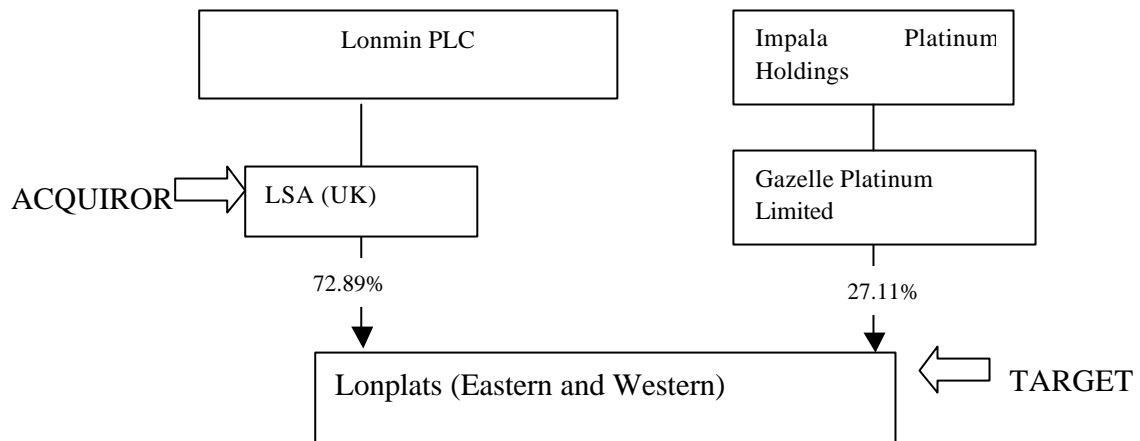 Lonmin PLC
Impala Platinum
Holdings
ACQUIROR
LSA (UK)
Gazelle Platinum
Limited
72.89%
27.11%
Lonplats (Eastern and Western)
TARGET